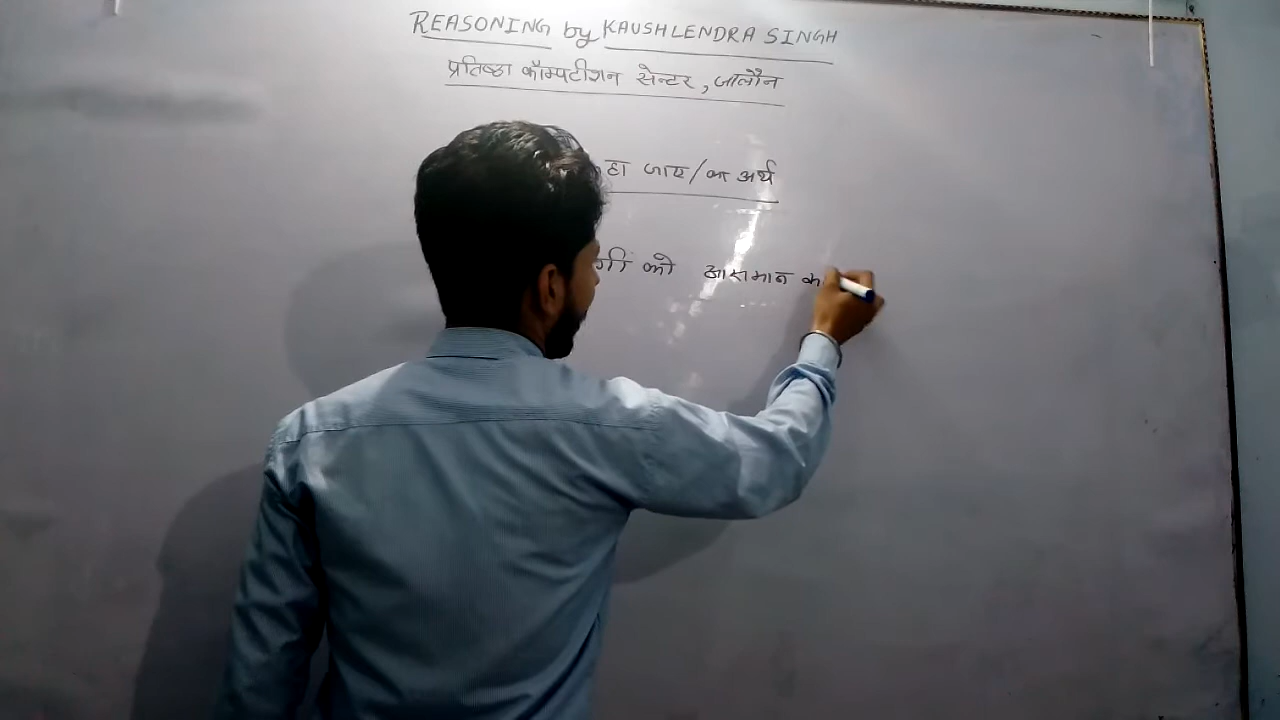 REASONING by KAUSHLENDRA SINGH
प्रतिष्ठा कॉम्पटीशन सेन्टर, जालौन
हा जाए/का अर्थ
को आसमान क